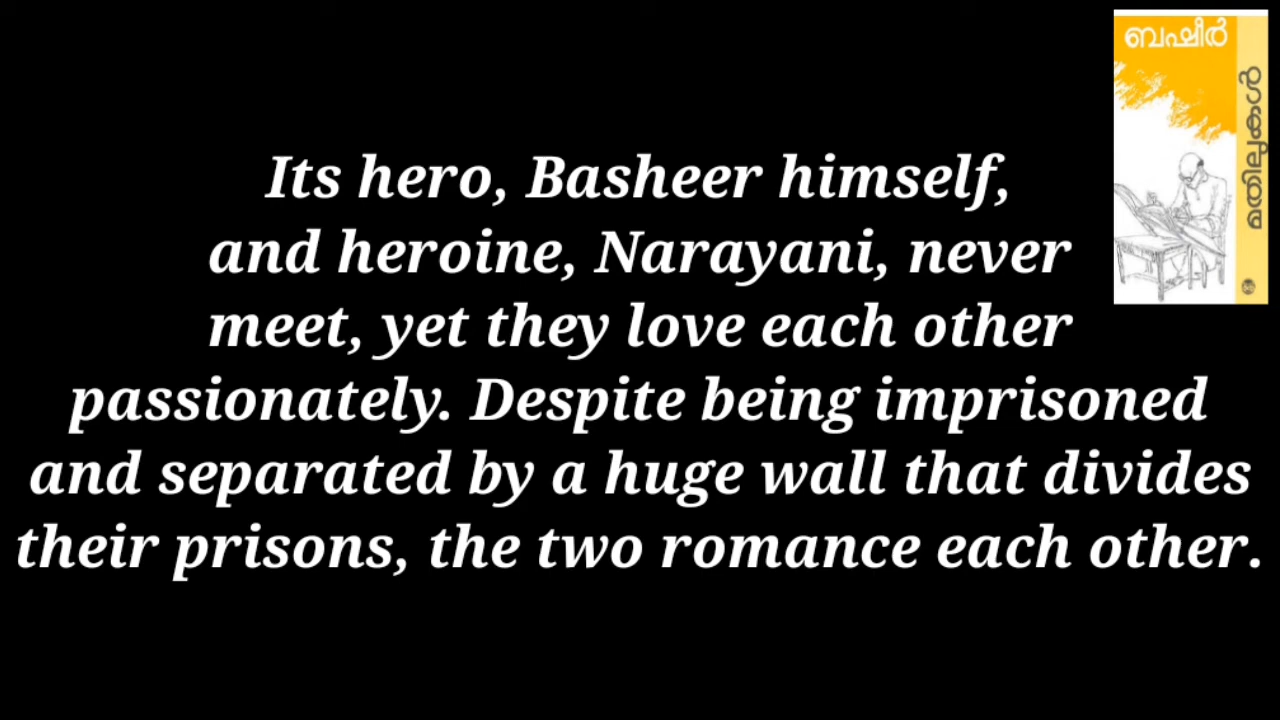 ബഷീർ
മതിലുകൾ
Its hero, Basheer himself,
and heroine, Narayani, never
meet, yet they love each other
passionately. Despite being imprisoned
and separated by a huge wall that divides
their prisons, the two romance each other.